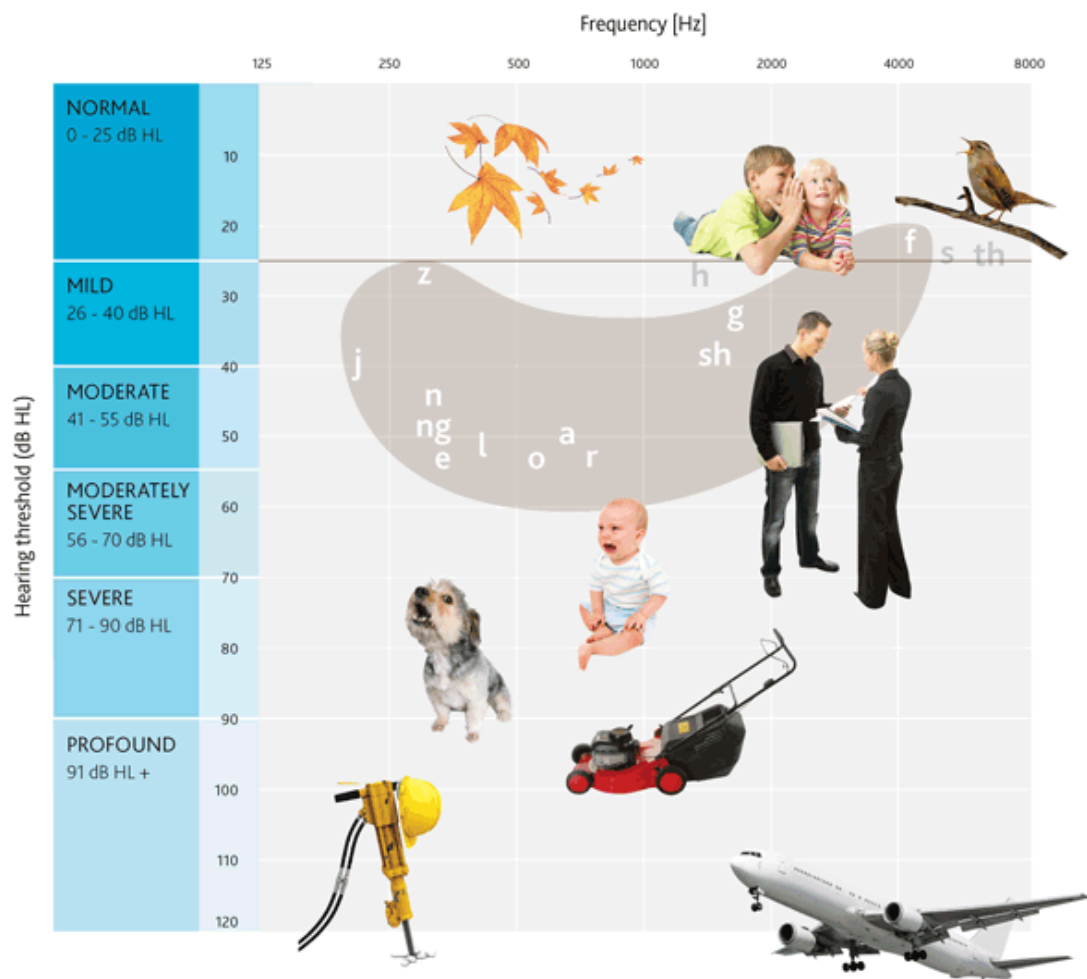 Frequency [Hz]
125 250 500 1000 2000 4000 8000
Hearing threshold (dB HL)
NORMAL
0 - 25 dB HL
10
20
MILD
26 - 40 dB HL
30
40
MODERATE
41 - 55 dB HL
50
MODERATELY
SEVERE
56 - 70 dB HL
60
70
SEVERE
71 - 90 dB HL
80
90
PROFOUND
91 dB HL +
100
110
120
f s th
z h
g
j sh
n
ng l a
e o r